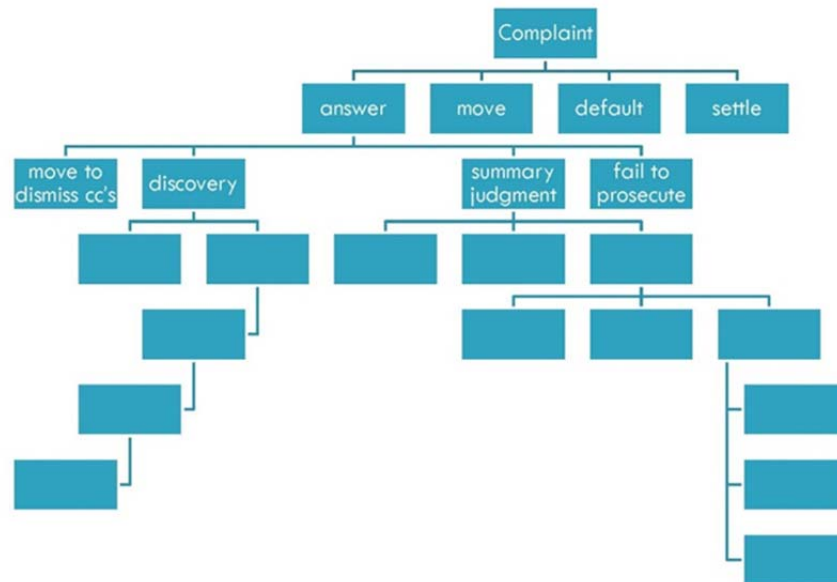 Complaint
answer
move
default
settle
move to
dismiss cc's
discovery
summary
judgment
fail to
prosecute